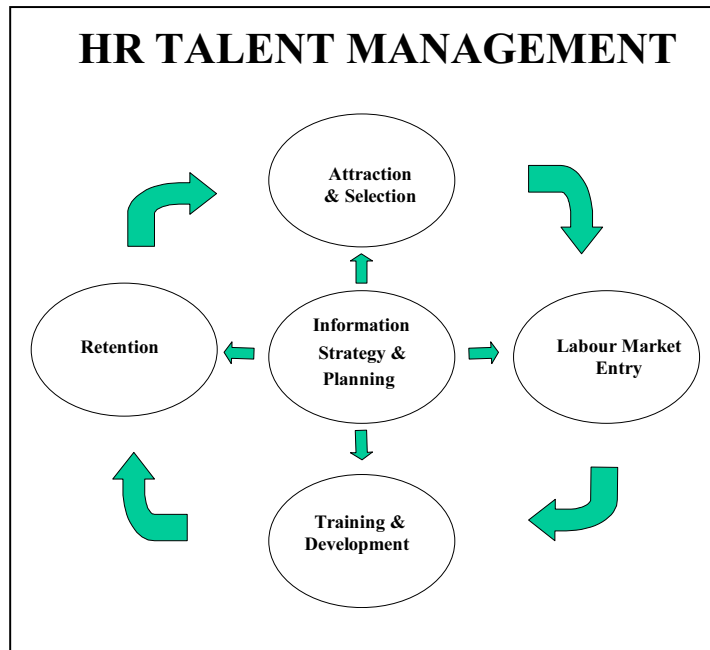 HR TALENT MANAGEMENT
Attraction
& Selection
Retention
Information
Strategy &
Planning
Labour Market
Entry
Training &
Development